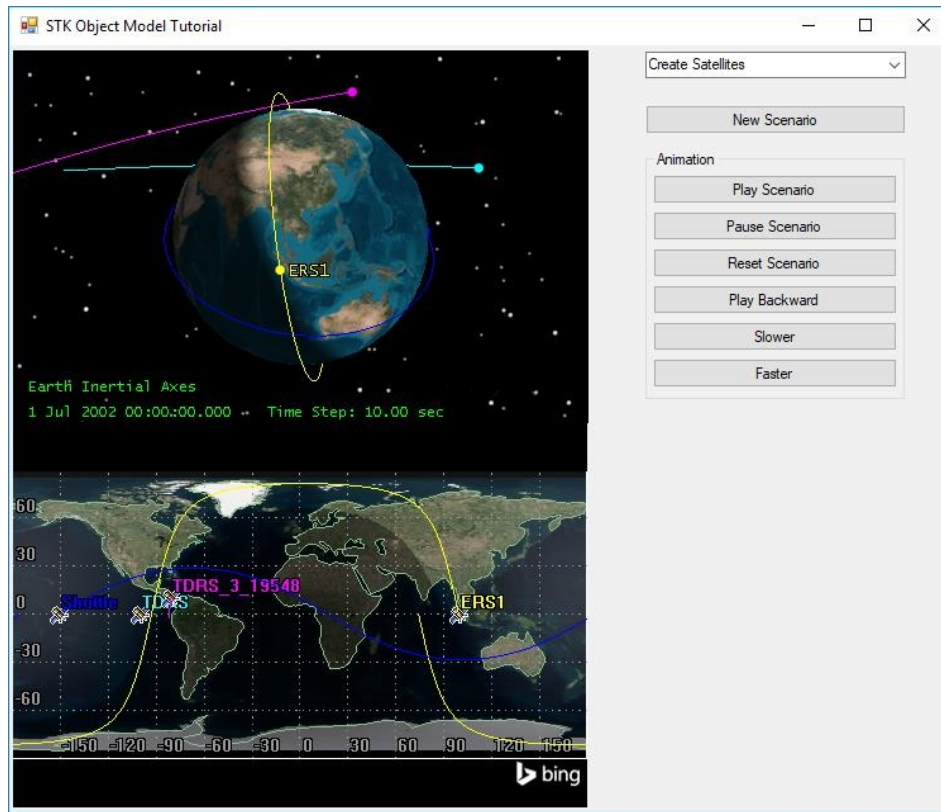 STK Object Model Tutorial
Create Satellites
New Scenario
Animation
Play Scenario
Pause Scenario
Reset Scenario
Play Backward
Slower
Faster
ERS1
Earth Inertial Axes
1 Jul 2002 00:00:00.000 Time Step: 10.00 sec
60
30
TDRS_3_19548
0 Shuttle TDRS ERS1
-30
-60
-150 -120 -90 -60 -30 0 30 60 90 120 150
bing